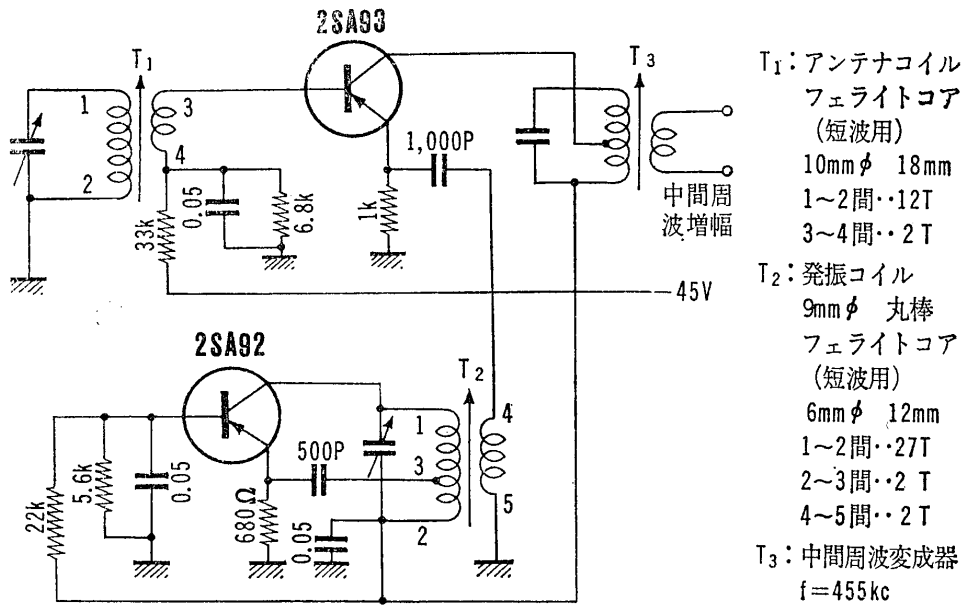 2SA93
T₁
1
2
3
4
33k
0.05
6.8k
1k
1,000P
T₃
中間周
波増幅
-45V
2SA92
22k
5.6k
0.05
680Ω
500P
0.05
T₂
1
3
2
4
5
T₁:アンテナコイル
フェライトコア
(短波用)
10mmφ 18mm
1~2間‥12T
3~4間‥2T
T₂:発振コイル
9mmφ 丸棒
フェライトコア
(短波用)
6mmφ 12mm
1~2間‥27T
2~3間‥2T
4~5間‥2T
T₃:中間周波変成器
f=455kc